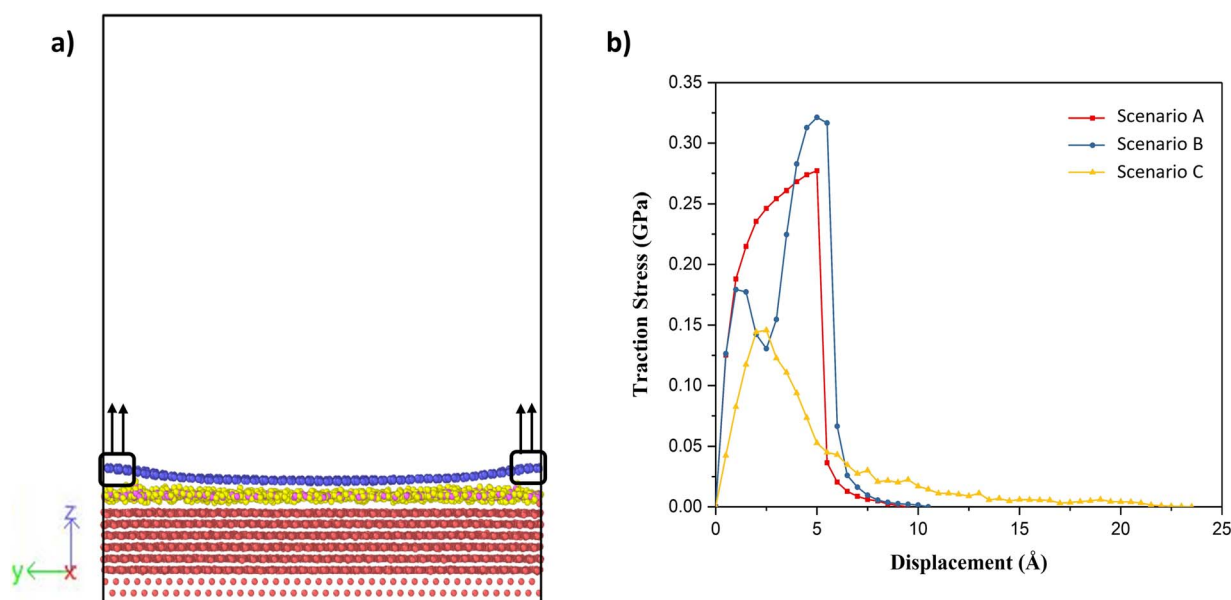 a)
z
y
x
b)
0.35
0.30
0.25
0.20
0.15
0.10
0.05
0.00
Traction Stress (GPa)
Scenario A
Scenario B
Scenario C
0 5 10 15 20 25
Displacement (Å)